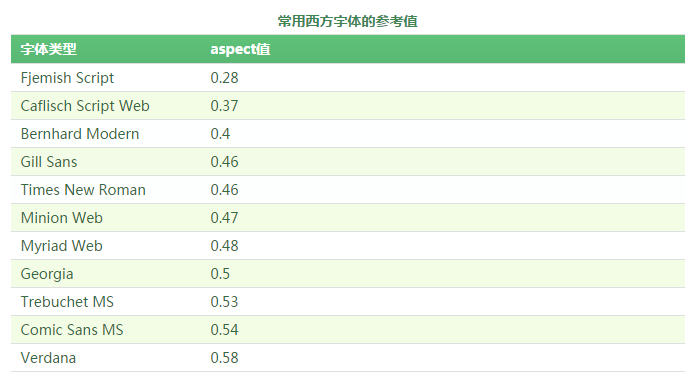 常用西方字体的参考值
字体类型 aspect值
Fjemish Script 0.28
Caflisch Script Web 0.37
Bernhard Modern 0.4
Gill Sans 0.46
Times New Roman 0.46
Minion Web 0.47
Myriad Web 0.48
Georgia 0.5
Trebuchet MS 0.53
Comic Sans MS 0.54
Verdana 0.58